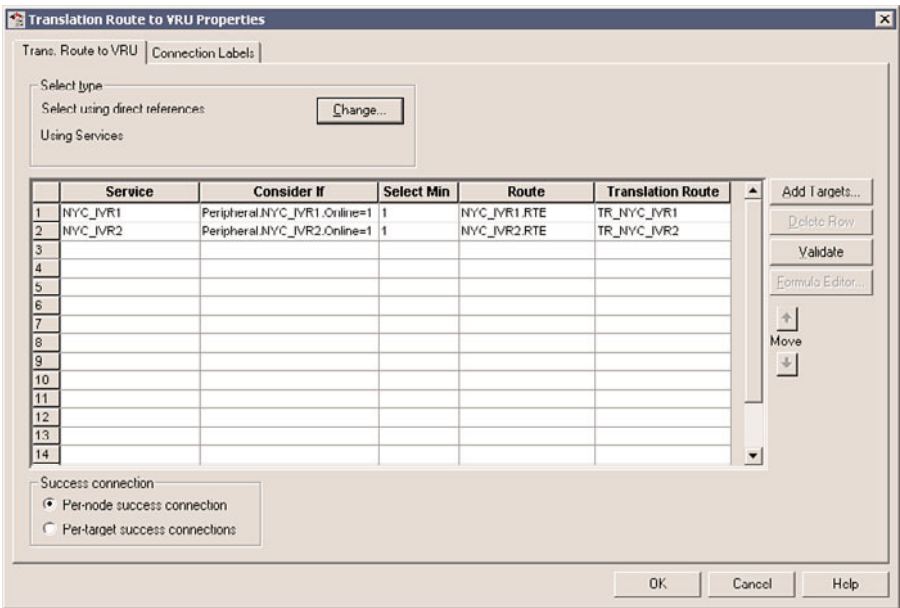 Translation Route to VRU Properties
Trans. Route to VRU Connection Labels
Select type
Select using direct references Change...
Using Services
Service Consider If Select Min Route Translation Route
1 NYC_IVR1 Peripheral.NYC_IVR1.Online=1 1 NYC_IVR1.RTE TR_NYC_IVR1
2 NYC_IVR2 Peripheral.NYC_IVR2.Online=1 1 NYC_IVR2.RTE TR_NYC_IVR2
3
4
5
6
7
8
9
10
11
12
13
14
Add Targets...
Delete Row
Validate
Formula Editor...
Move
Success connection
Per-node success connection
Per-target success connections
OK Cancel Help